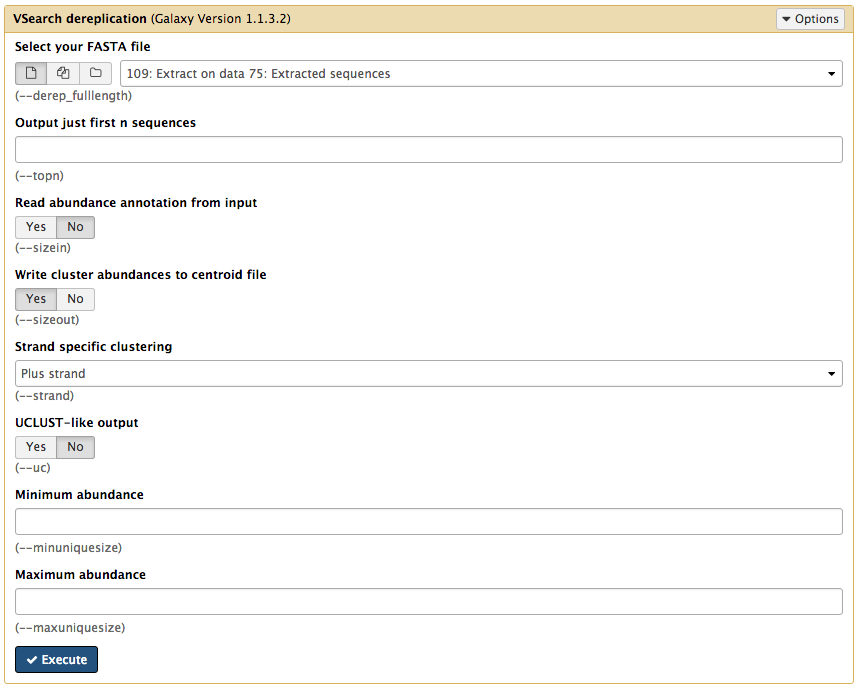 VSearch dereplication (Galaxy Version 1.1.3.2)
Options
Select your FASTA file
109: Extract on data 75: Extracted sequences
(--derep_fulllength)
Output just first n sequences
(--topn)
Read abundance annotation from input
Yes No
(--sizein)
Write cluster abundances to centroid file
Yes No
(--sizeout)
Strand specific clustering
Plus strand
(--strand)
UCLUST-like output
Yes No
(--uc)
Minimum abundance
(--minuniquesize)
Maximum abundance
(--maxuniquesize)
Execute